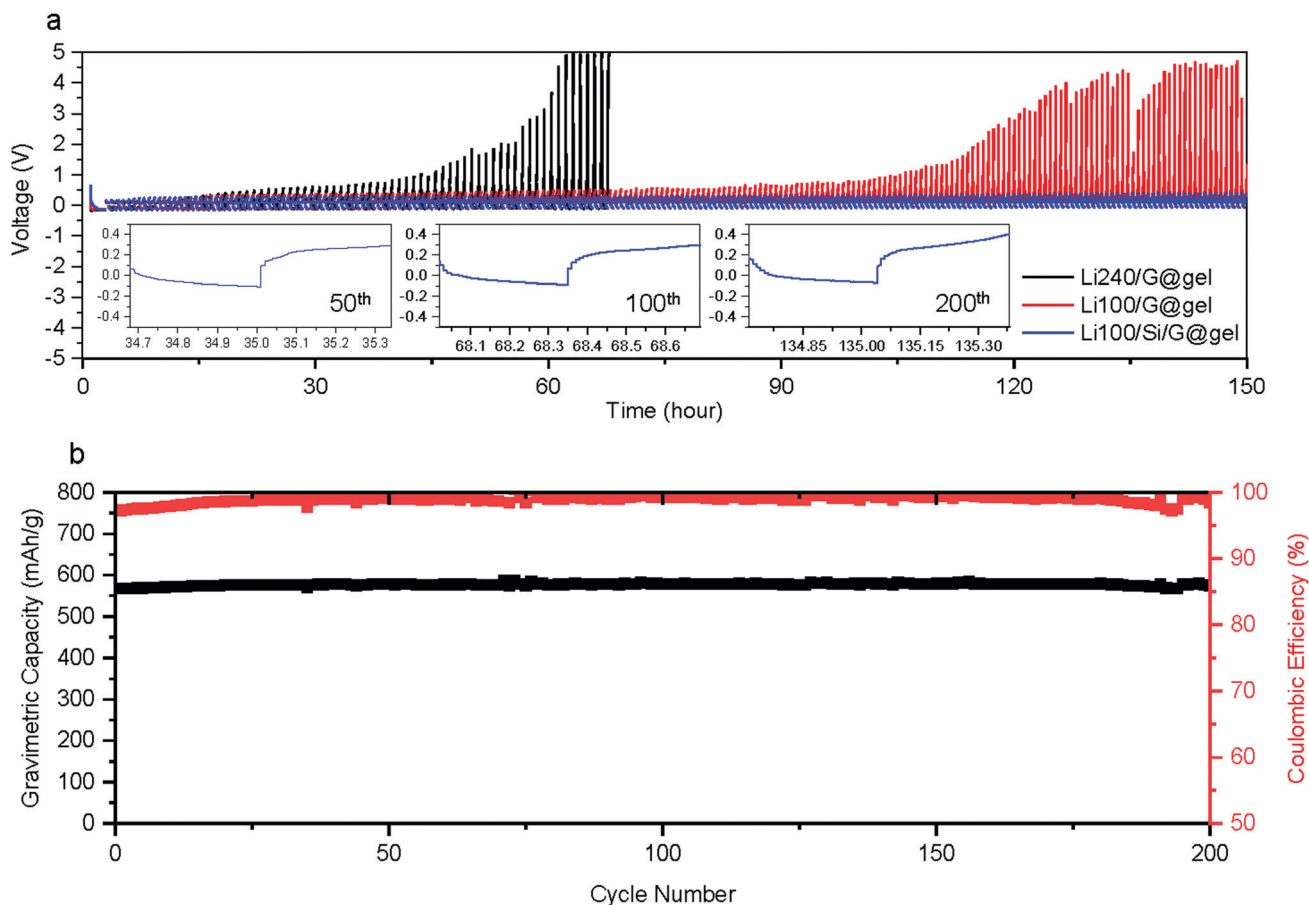 a
Voltage (V)
5
4
3
2
1
0
-1
-2
-3
-4
-5
0.4
0.2
0.0
-0.2
-0.4
50th
34.7 34.8 34.9 35.0 35.1 35.2 35.3
0.4
0.2
0.0
-0.2
-0.4
100th
68.1 68.2 68.3 68.4 68.5 68.6
0.4
0.2
0.0
-0.2
-0.4
200th
134.85 135.00 135.15 135.30
Li240/G@gel
Li100/G@gel
Li100/Si/G@gel
0 30 60 90 120 150
Time (hour)
b
Gravimetric Capacity (mAh/g)
800
700
600
500
400
300
200
100
0
100
90
80
70
60
50
Coulombic Efficiency (%)
0 50 100 150 200
Cycle Number